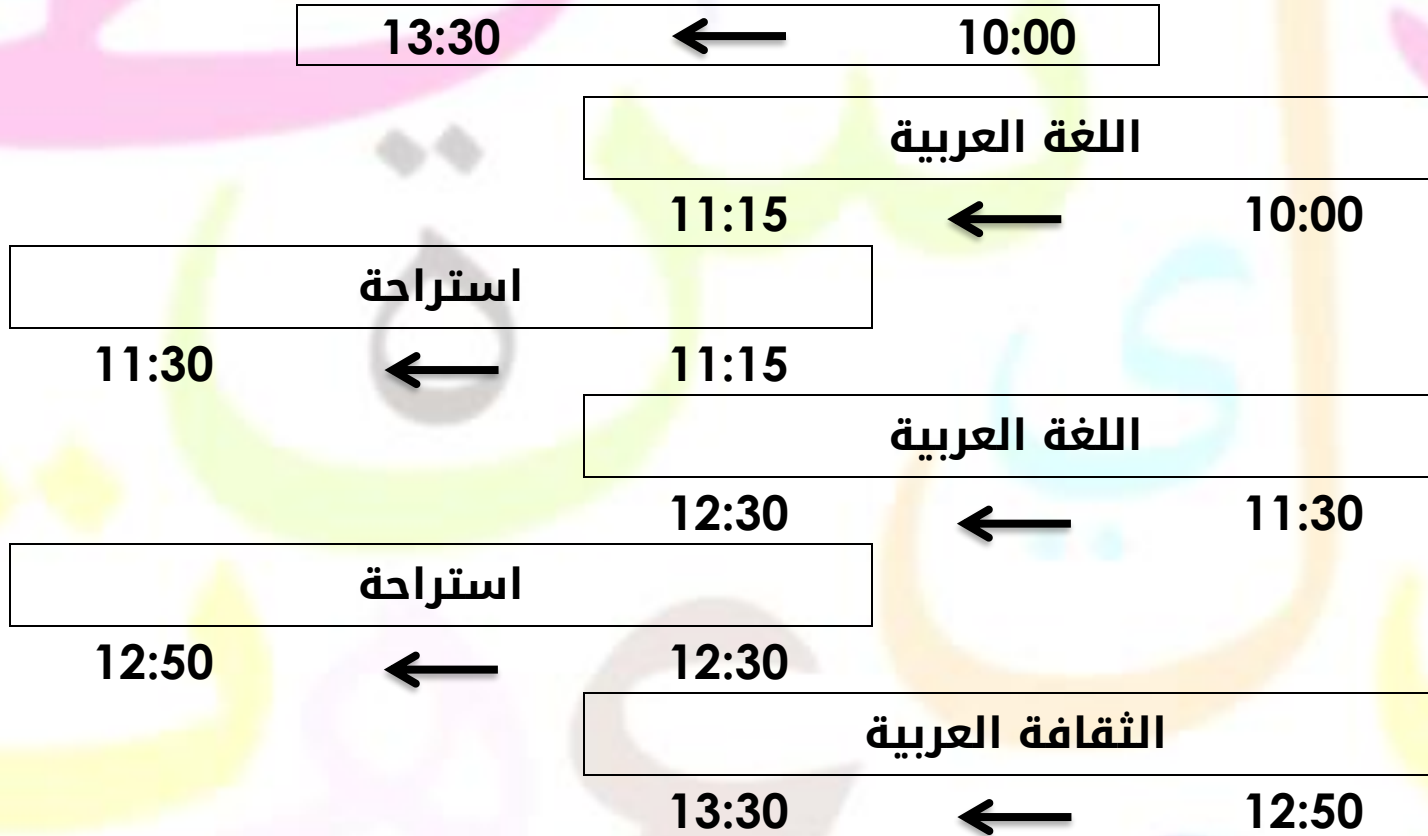 10:00 ← 13:30
اللغة العربية
10:00 ← 11:15
استراحة
11:15 ← 11:30
اللغة العربية
11:30 ← 12:30
استراحة
12:30 ← 12:50
الثقافة العربية
12:50 ← 13:30